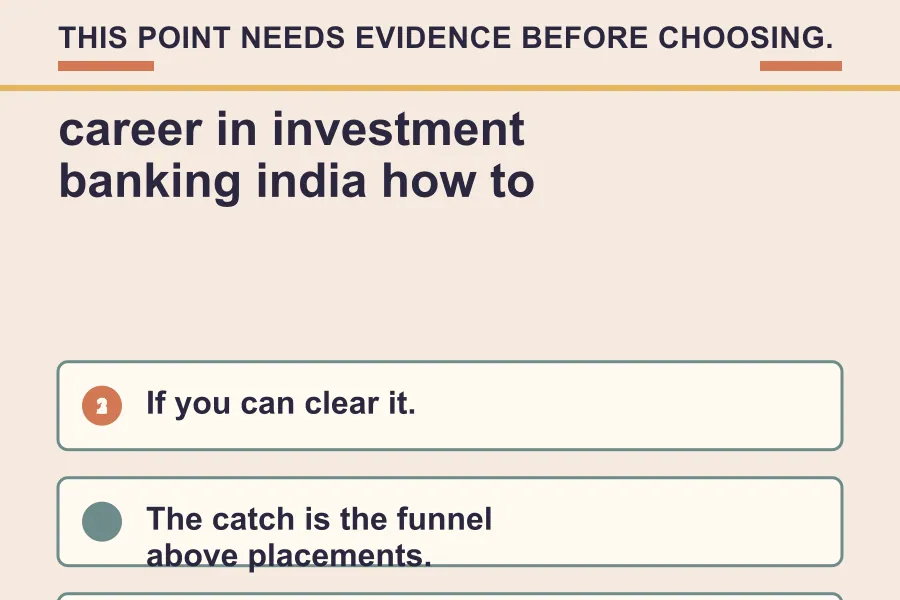 THIS POINT NEEDS EVIDENCE BEFORE CHOOSING.
career in investment
banking india how to
If you can clear it.
The catch is the funnel
above placements.